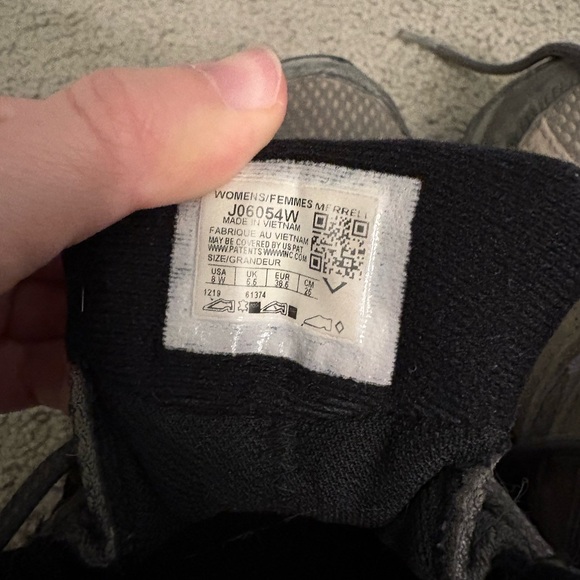 WOMENS/FEMMES MERRELL
J06054W
MADE IN VIETNAM
FABRIQUE AU VIETNAM
MAY BE COVERED BY US PAT
WWW.PATENTS WWWINC.COM
SIZE/GRANDEUR
USA UK EUR CM
8 W 5.5 38.5 25
1219 61374